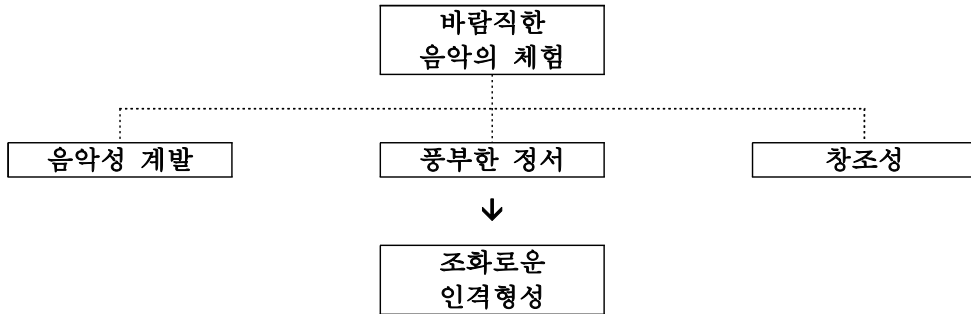 바람직한
음악의 체험
음악성 계발
풍부한 정서
창조성
조화로운
인격형성